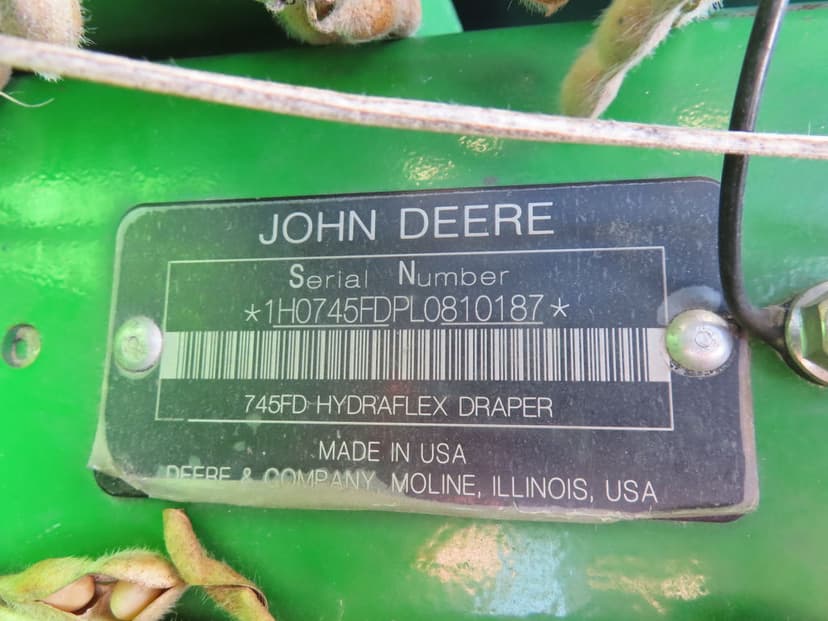 JOHN DEERE
Serial Number
*1H0745FDPL0810187*
745FD HYDRAFLEX DRAPER
MADE IN USA
DEERE & COMPANY, MOLINE, ILLINOIS, USA